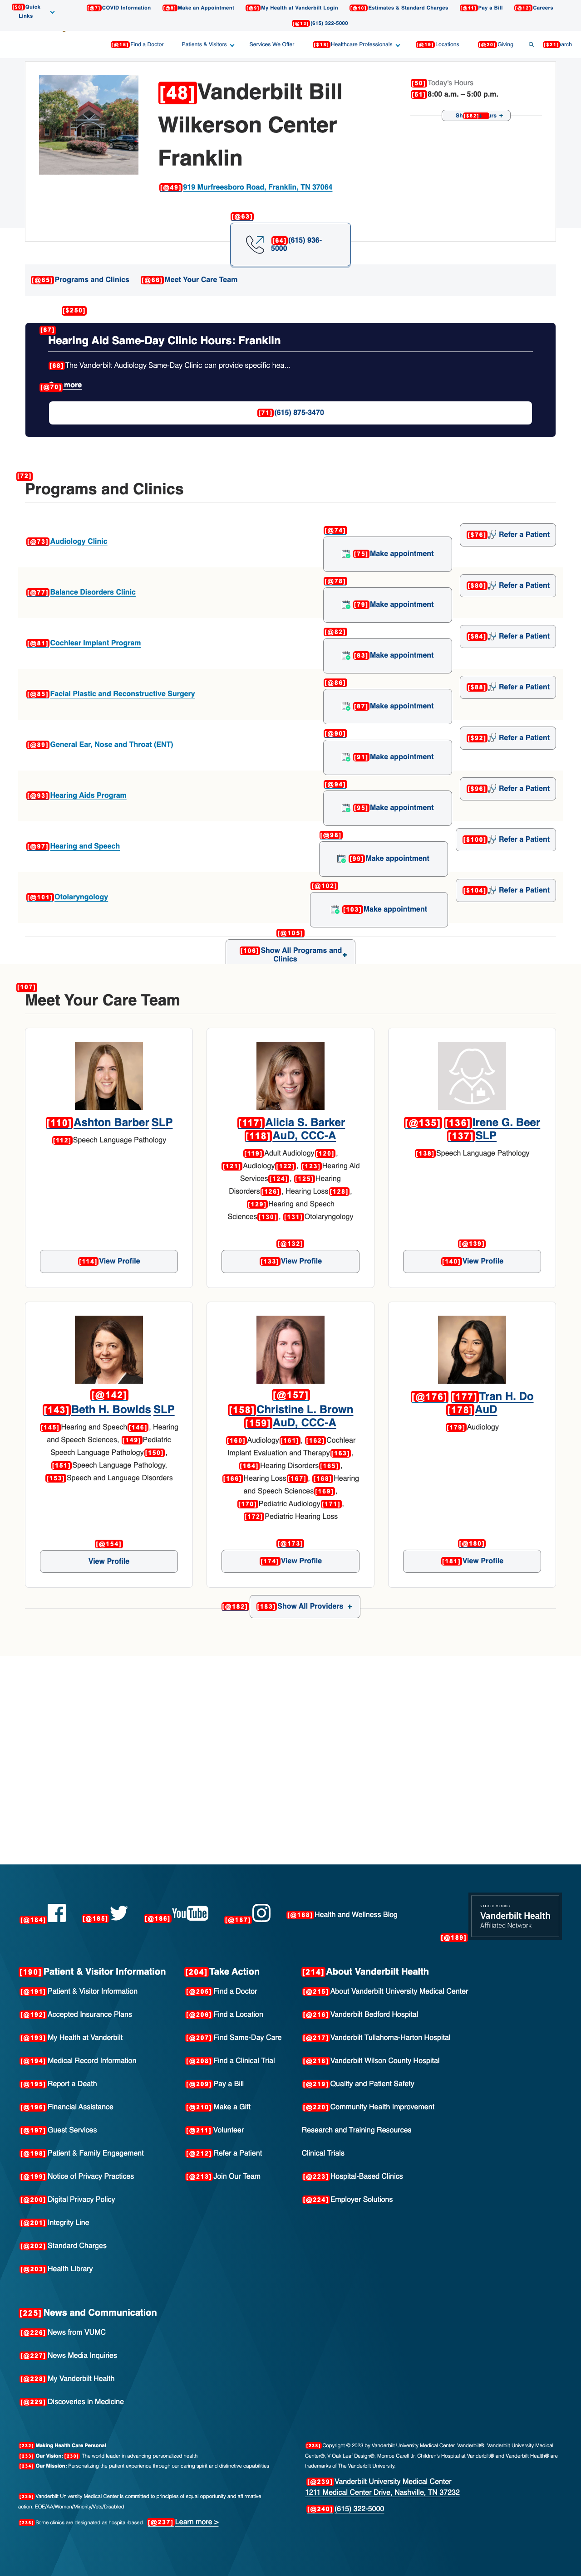 [56] Quick Links
[@7] COVID Information
[@8] Make an Appointment
[@9] My Health at Vanderbilt Login
[@10] Estimates & Standard Charges
[@11] Pay a Bill
[@12] Careers
[@13] (615) 322-5000
[@15] Find a Doctor
Patients & Visitors
Services We Offer
[$18] Healthcare Professionals
[@19] Locations
[@20] Giving
[$21] arch
[48] Vanderbilt Bill
Wilkerson Center
Franklin
[@49] 919 Murfreesboro Road, Franklin, TN 37064
[50] Today's Hours
[51] 8:00 a.m. – 5:00 p.m.
Sh [$62] urs +
[@63]
[64] (615) 936-
5000
[@65] Programs and Clinics
[@66] Meet Your Care Team
[$250]
[67]
Hearing Aid Same-Day Clinic Hours: Franklin
[68] The Vanderbilt Audiology Same-Day Clinic can provide specific hea...
[@70] more
[71] (615) 875-3470
[72]
Programs and Clinics
[@73] Audiology Clinic
[@74]
[75] Make appointment
[$76] Refer a Patient
[@77] Balance Disorders Clinic
[@78]
[79] Make appointment
[$80] Refer a Patient
[@81] Cochlear Implant Program
[@82]
[83] Make appointment
[$84] Refer a Patient
[@85] Facial Plastic and Reconstructive Surgery
[@86]
[87] Make appointment
[$88] Refer a Patient
[@89] General Ear, Nose and Throat (ENT)
[@90]
[91] Make appointment
[$92] Refer a Patient
[@93] Hearing Aids Program
[@94]
[95] Make appointment
[$96] Refer a Patient
[@97] Hearing and Speech
[@98]
[99] Make appointment
[$100] Refer a Patient
[@101] Otolaryngology
[@102]
[103] Make appointment
[$104] Refer a Patient
[@105]
[106] Show All Programs and
Clinics +
[107]
Meet Your Care Team
[110] Ashton Barber SLP
[112] Speech Language Pathology
[114] View Profile
[117] Alicia S. Barker
[118] AuD, CCC-A
[119] Adult Audiology [120],
[121] Audiology [122], [123] Hearing Aid
Services [124], [125] Hearing
Disorders [126], Hearing Loss [128],
[129] Hearing and Speech
Sciences [130], [131] Otolaryngology
[@132]
[133] View Profile
[@135] [136] Irene G. Beer
[137] SLP
[138] Speech Language Pathology
[@139]
[140] View Profile
[@142]
[143] Beth H. Bowlds SLP
[145] Hearing and Speech [146], Hearing
and Speech Sciences, [149] Pediatric
Speech Language Pathology [150],
[151] Speech Language Pathology,
[153] Speech and Language Disorders
[@154]
View Profile
[@157]
[158] Christine L. Brown
[159] AuD, CCC-A
[160] Audiology [161], [162] Cochlear
Implant Evaluation and Therapy [163],
[164] Hearing Disorders [165],
[166] Hearing Loss [167], [168] Hearing
and Speech Sciences [169],
[170] Pediatric Audiology [171],
[172] Pediatric Hearing Loss
[@173]
[174] View Profile
[@176] [177] Tran H. Do
[178] AuD
[179] Audiology
[@180]
[181] View Profile
[@182] [183] Show All Providers +
[@184]
[@185]
[@186] YouTube
[@187]
[@188] Health and Wellness Blog
Vanderbilt Health
Affiliated Network
[@189]
[190] Patient & Visitor Information
[@191] Patient & Visitor Information
[@192] Accepted Insurance Plans
[@193] My Health at Vanderbilt
[@194] Medical Record Information
[@195] Report a Death
[@196] Financial Assistance
[@197] Guest Services
[@198] Patient & Family Engagement
[@199] Notice of Privacy Practices
[@200] Digital Privacy Policy
[@201] Integrity Line
[@202] Standard Charges
[@203] Health Library
[204] Take Action
[@205] Find a Doctor
[@206] Find a Location
[@207] Find Same-Day Care
[@208] Find a Clinical Trial
[@209] Pay a Bill
[@210] Make a Gift
[@211] Volunteer
[@212] Refer a Patient
[@213] Join Our Team
[214] About Vanderbilt Health
[@215] About Vanderbilt University Medical Center
[@216] Vanderbilt Bedford Hospital
[@217] Vanderbilt Tullahoma-Harton Hospital
[@218] Vanderbilt Wilson County Hospital
[@219] Quality and Patient Safety
[@220] Community Health Improvement
Research and Training Resources
Clinical Trials
[@223] Hospital-Based Clinics
[@224] Employer Solutions
[225] News and Communication
[@226] News from VUMC
[@227] News Media Inquiries
[@228] My Vanderbilt Health
[@229] Discoveries in Medicine
[232] Making Health Care Personal
[233] Our Vision: [230] The world leader in advancing personalized health
[234] Our Mission: Personalizing the patient experience through our caring spirit and distinctive capabilities
[235] Vanderbilt University Medical Center is committed to principles of equal opportunity and affirmative
action. EOE/AA/Women/Minority/Vets/Disabled
[236] Some clinics are designated as hospital-based. [@237] Learn more >
[238] Copyright © 2023 by Vanderbilt University Medical Center. Vanderbilt®, Vanderbilt University Medical
Center®, V Oak Leaf Design®, Monroe Carell Jr. Children's Hospital at Vanderbilt® and Vanderbilt Health® are
trademarks of The Vanderbilt University.
[@239] Vanderbilt University Medical Center
1211 Medical Center Drive, Nashville, TN 37232
[@240] (615) 322-5000